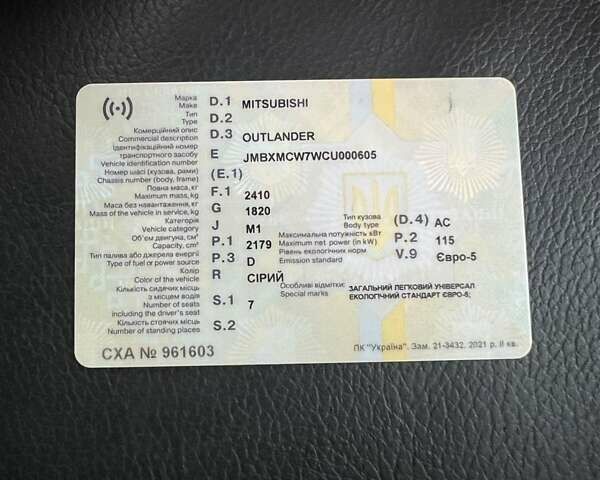 Марка
Make D.1 MITSUBISHI
Тип
Type D.2
Комерційний опис
Commercial description D.3 OUTLANDER
Ідентифікаційний номер
транспортного засобу E JMBXMCW7WCU000605
Vehicle identification number
Номер шасі (кузова, рами) (E.1)
Chassis number (body, frame)
Повна маса, кг
Maximum mass, kg F.1 2410
Маса без навантаження, кг
Mass of the vehicle in service, kg G 1820
Категорія
Vehicle category J M1
Тип кузова
Body type (D.4) AC
Об'єм двигуна, см³
Capacity, cm³ P.1 2179
Максимальна потужність кВт
Maximum net power (in kW) P.2 115
Тип палива або джерела енергії
Type of fuel or power source P.3 D
Рівень екологічних норм
Emission standard V.9 Євро-5
Колір
Color of the vehicle R СІРИЙ
Кількість сидячих місць
з місцем водія
Number of seats S.1 7
including the driver's seat
Особливі відмітки: ЗАГАЛЬНИЙ ЛЕГКОВИЙ УНІВЕРСАЛ
Special marks ЕКОЛОГІЧНИЙ СТАНДАРТ ЄВРО-5;
Кількість стоячих місць
Number of standing places S.2
СХА № 961603
ПК "Україна". Зам. 21-3432. 2021 р. II кв.